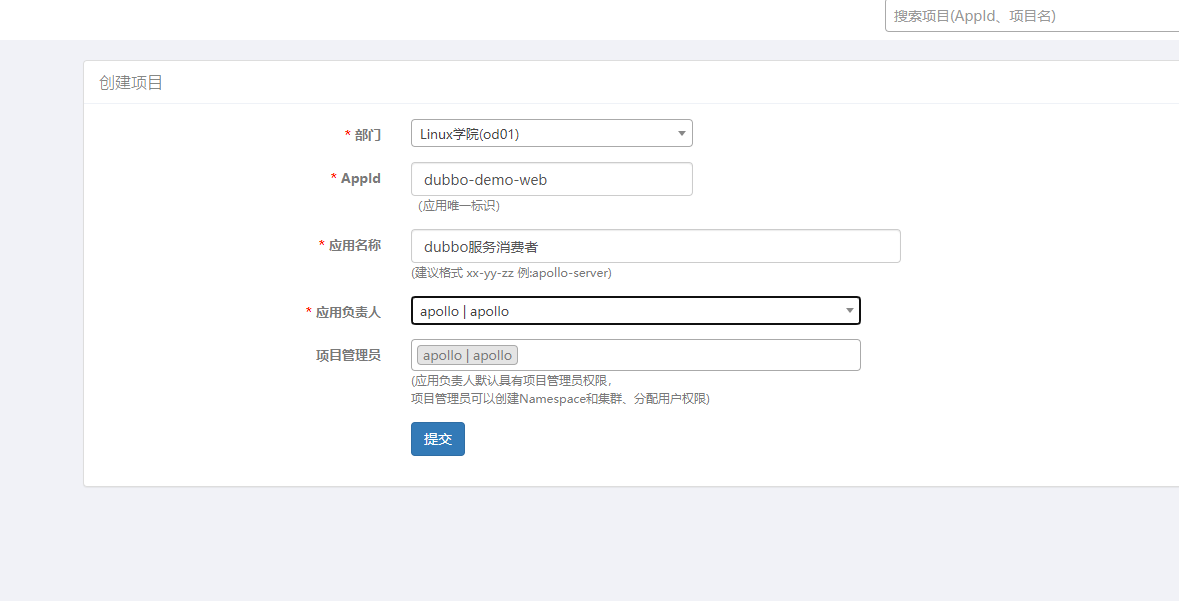 搜索项目(AppId、项目名)
创建项目
* 部门
Linux学院(od01)
* AppId
dubbo-demo-web
(应用唯一标识)
* 应用名称
dubbo服务消费者
(建议格式 xx-yy-zz 例:apollo-server)
* 应用负责人
apollo | apollo
项目管理员
apollo | apollo
(应用负责人默认具有项目管理员权限，
项目管理员可以创建Namespace和集群、分配用户权限)
提交